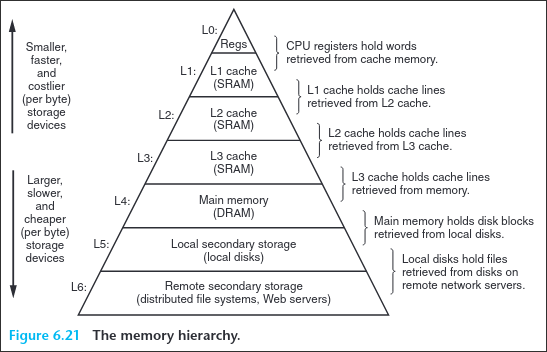 Smaller,
faster,
and
costlier
(per byte)
storage
devices
Larger,
slower,
and
cheaper
(per byte)
storage
devices
L0:
Regs
L1:
L1 cache
(SRAM)
L2:
L2 cache
(SRAM)
L3:
L3 cache
(SRAM)
L4:
Main memory
(DRAM)
L5:
Local secondary storage
(local disks)
L6:
Remote secondary storage
(distributed file systems, Web servers)
CPU registers hold words
retrieved from cache memory.
L1 cache holds cache lines
retrieved from L2 cache.
L2 cache holds cache lines
retrieved from L3 cache.
L3 cache holds cache lines
retrieved from memory.
Main memory holds disk blocks
retrieved from local disks.
Local disks hold files
retrieved from disks on
remote network servers.
Figure 6.21 The memory hierarchy.